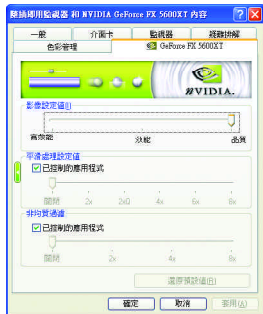 隨插即用監視器 和 NVIDIA GeForce FX 5600XT 內容
一般 介面卡 監視器 疑難排解
色彩管理 GeForce FX 5600XT
NVIDIA.
影像設定值(I)
高效能 效能 品質
平滑處理設定值
已控制的應用程式
關閉 2x 2xQ 4x 6x 8x
非均質過濾
已控制的應用程式
關閉 2x 4x 8x
還原預設值(R)
確定 取消 套用(A)